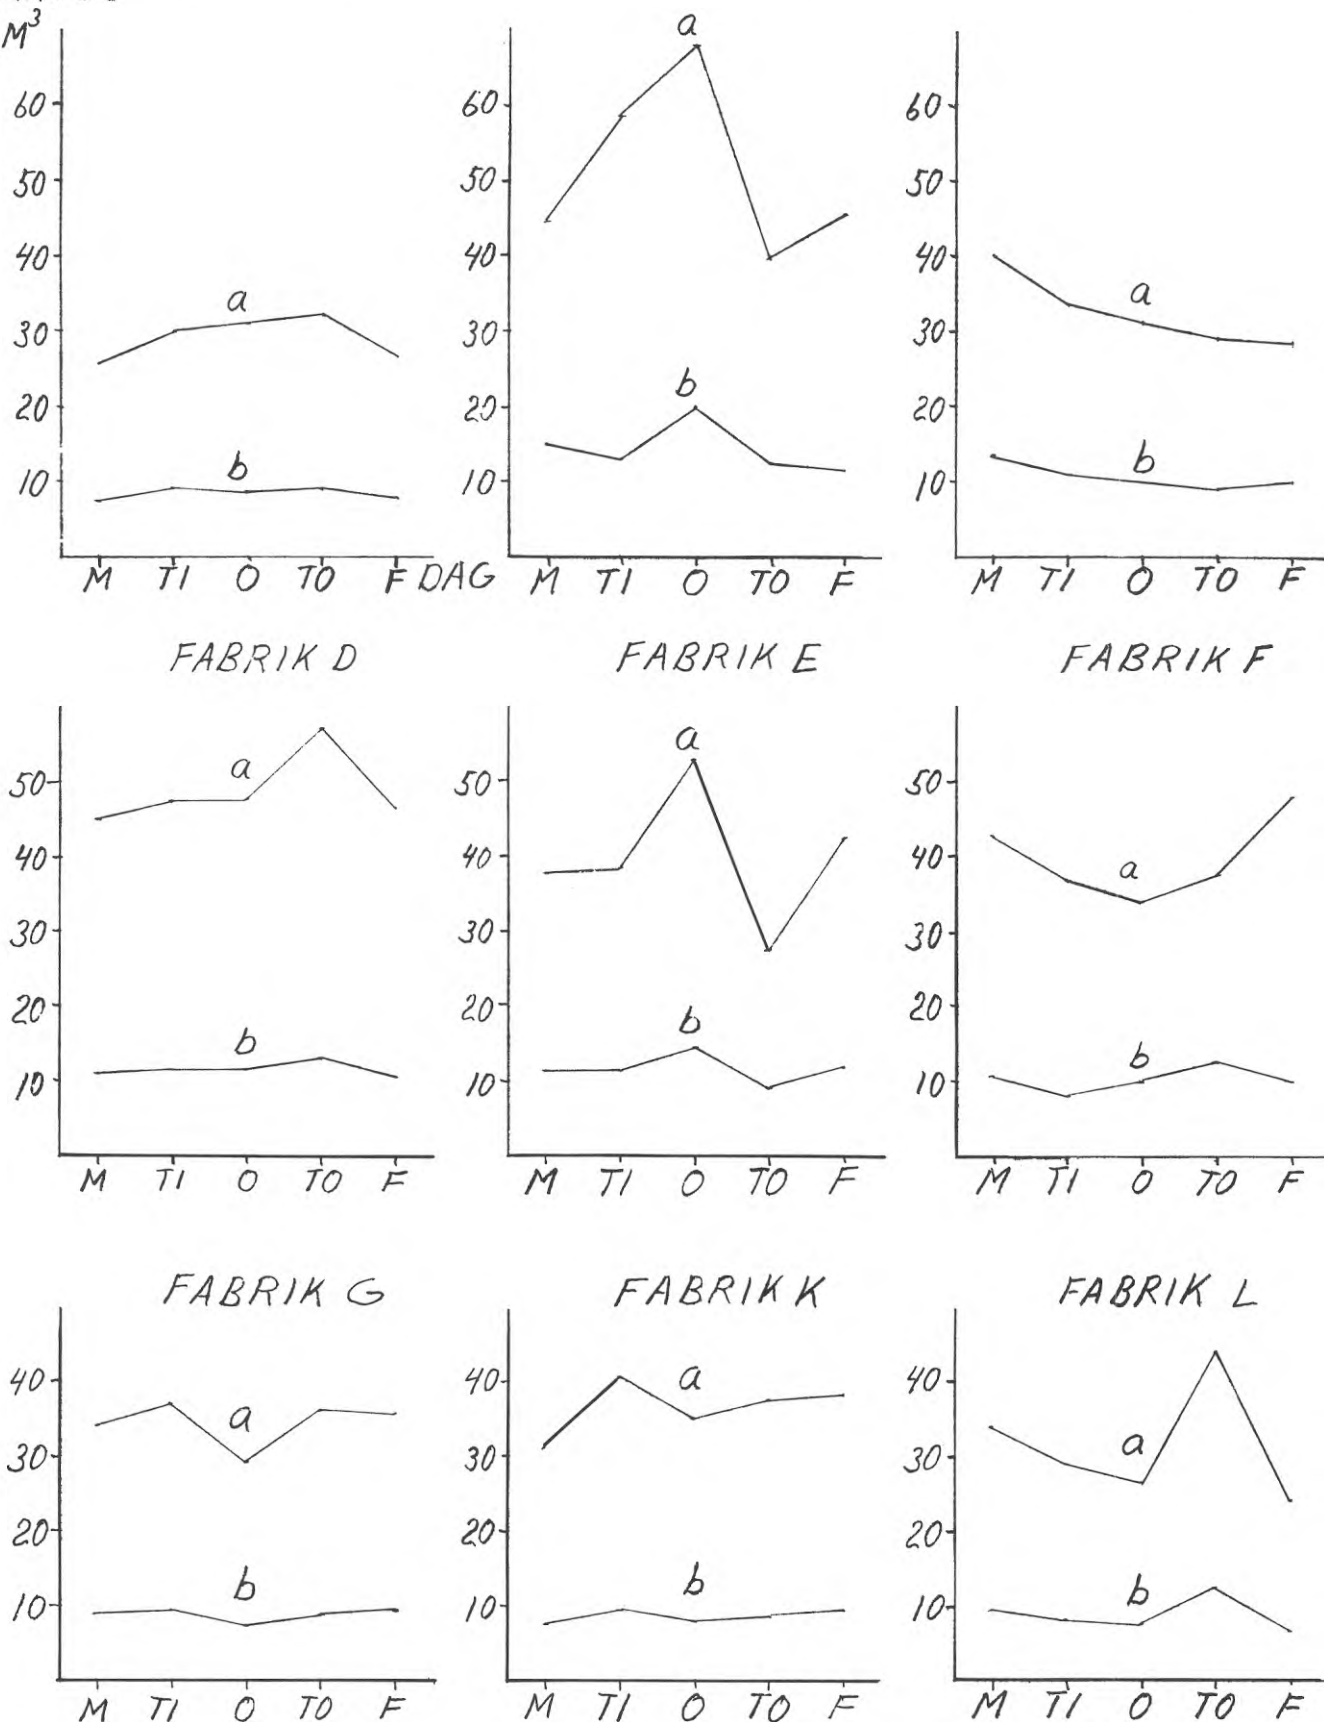 M³
a
60 60 60
50 50 50
40 40 40
a a
30 30 30
b
20 20 20
b b
10 10 10
M TI O TO F DAG M TI O TO F M TI O TO F
FABRIK D FABRIK E FABRIK F
a
a
50 50 50
40 40 40
a
30 30 30
20 20 20
b b b
10 10 10
M TI O TO F M TI O TO F M TI O TO F
FABRIK G FABRIK K FABRIK L
40 40 40
a a a
30 30 30
20 20 20
b b b
10 10 10
M TI O TO F M TI O TO F M TI O TO F